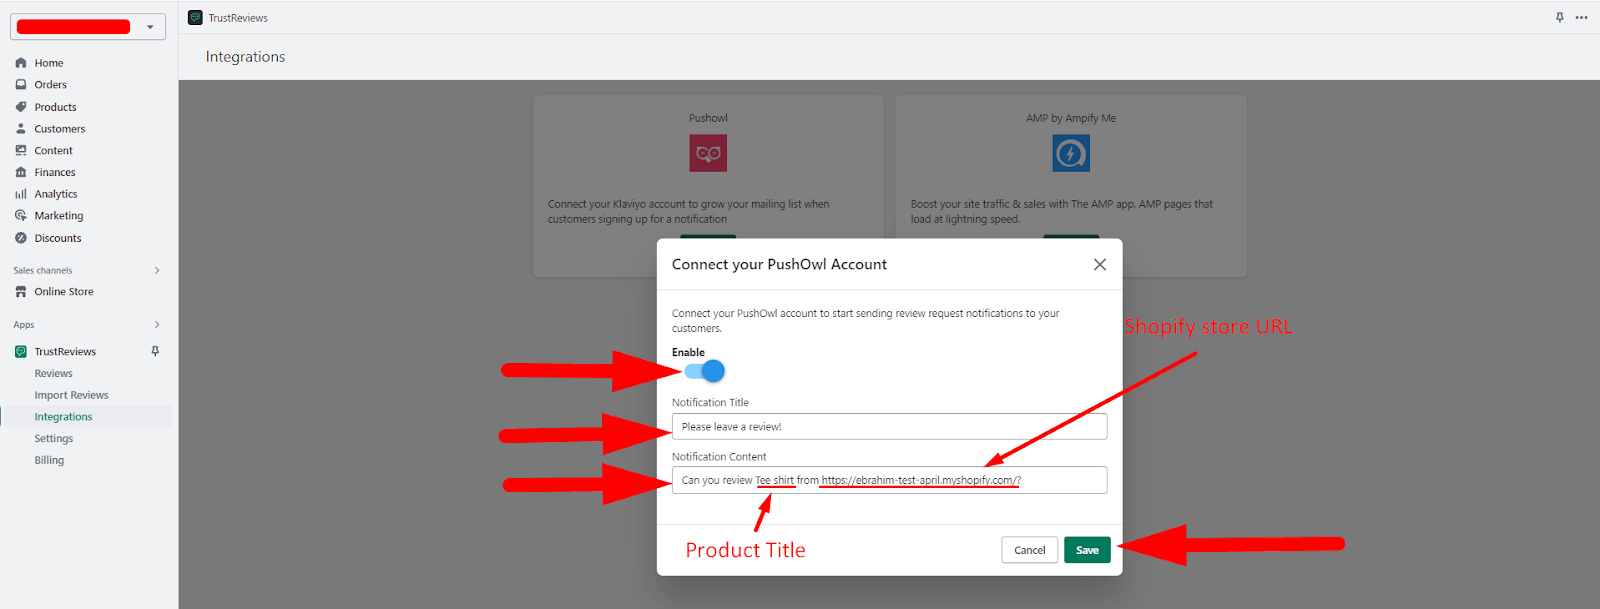 TrustReviews
Integrations
Home
Orders
Products
Customers
Content
Finances
Analytics
Marketing
Discounts
Sales channels
Online Store
Apps
TrustReviews
Reviews
Import Reviews
Integrations
Settings
Billing
Pushowl
Connect your Klaviyo account to grow your mailing list when
customers signing up for a notification
AMP by Ampify Me
Boost your site traffic & sales with The AMP app. AMP pages that
load at lightning speed.
Connect your PushOwl Account
Connect your PushOwl account to start sending review request notifications to your
customers.
Shopify store URL
Enable
Notification Title
Please leave a review!
Notification Content
Can you review Tee shirt from https://ebrahim-test-april.myshopify.com/?
Product Title
Cancel
Save